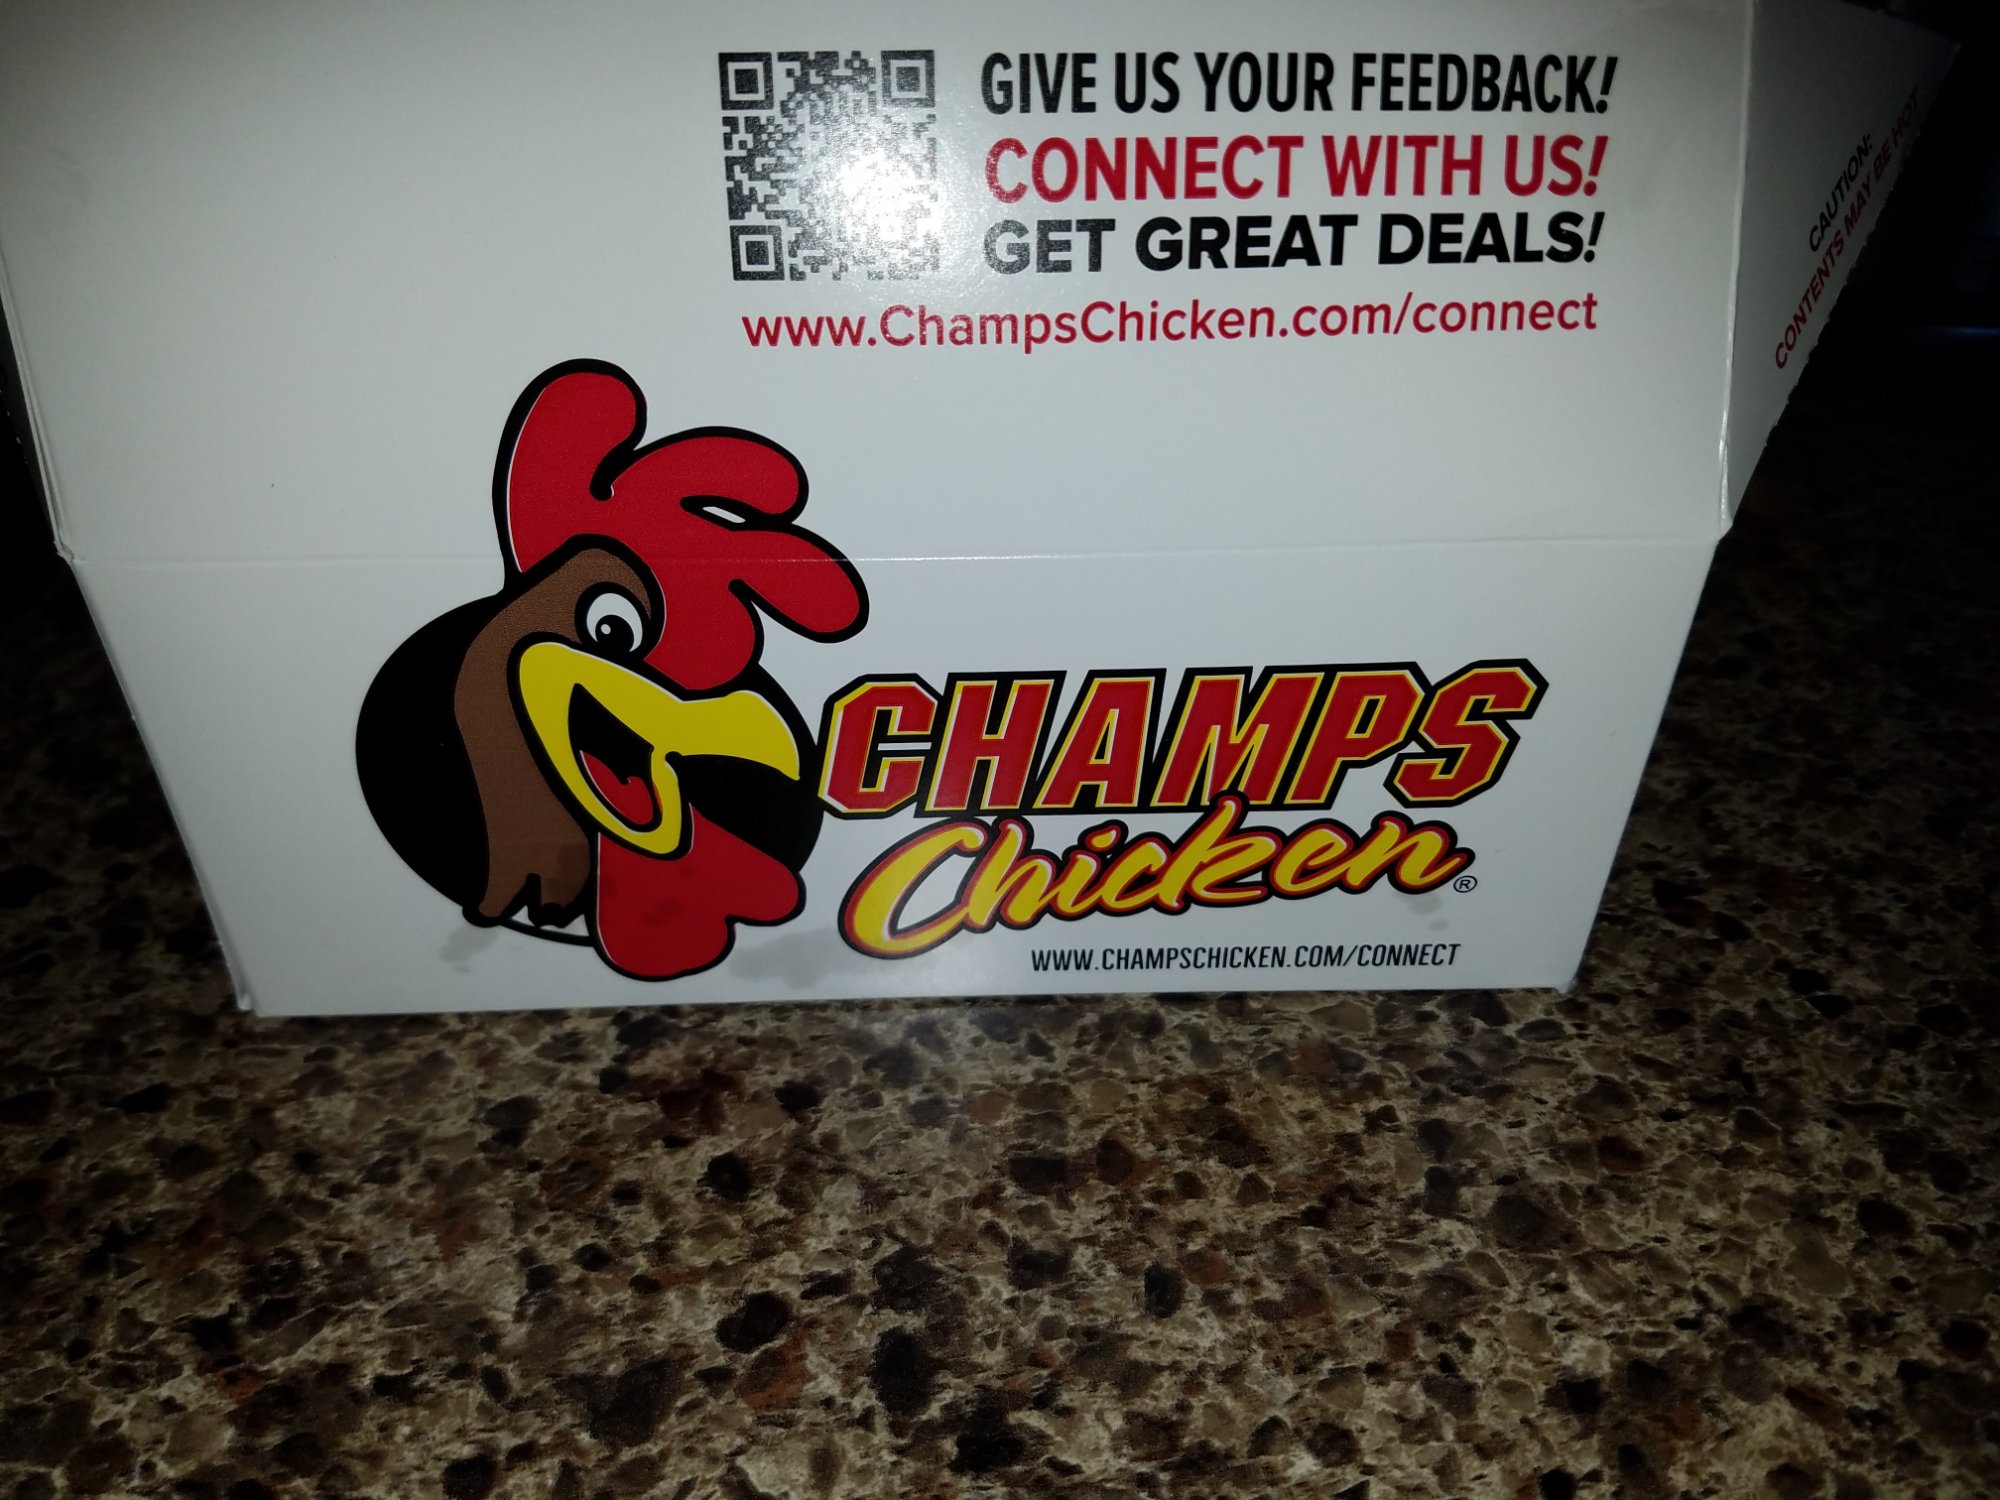 GIVE US YOUR FEEDBACK!
CONNECT WITH US!
GET GREAT DEALS!
www.ChampsChicken.com/connect
CAUTION:
CONTENTS MAY BE HOT
CHAMPS
Chicken®
WWW.CHAMPSCHICKEN.COM/CONNECT